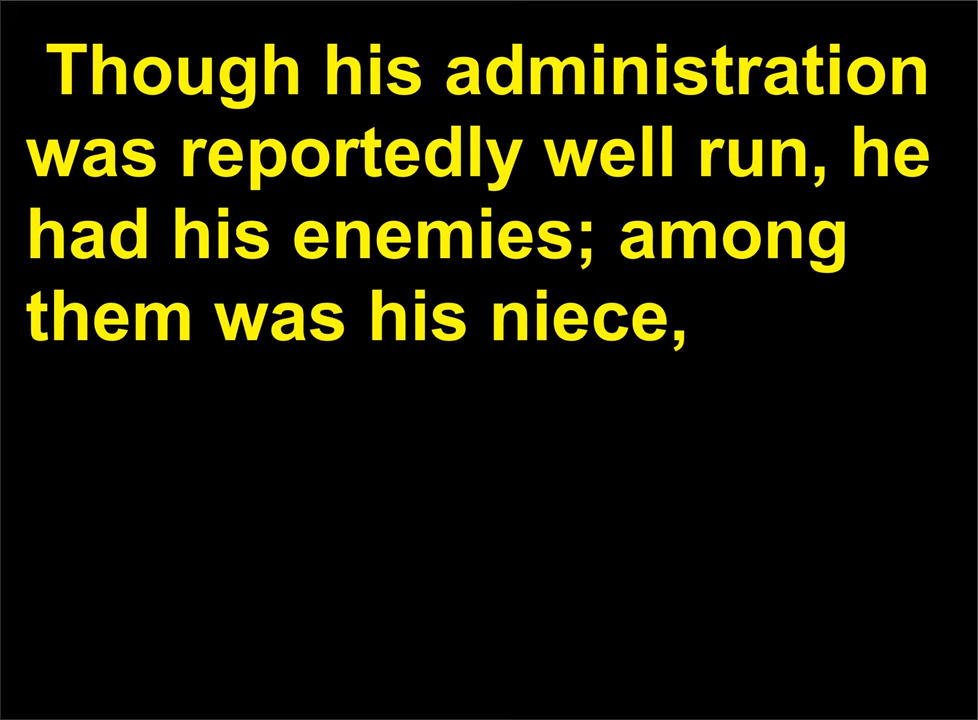 Though his administration
was reportedly well run, he
had his enemies; among
them was his niece,